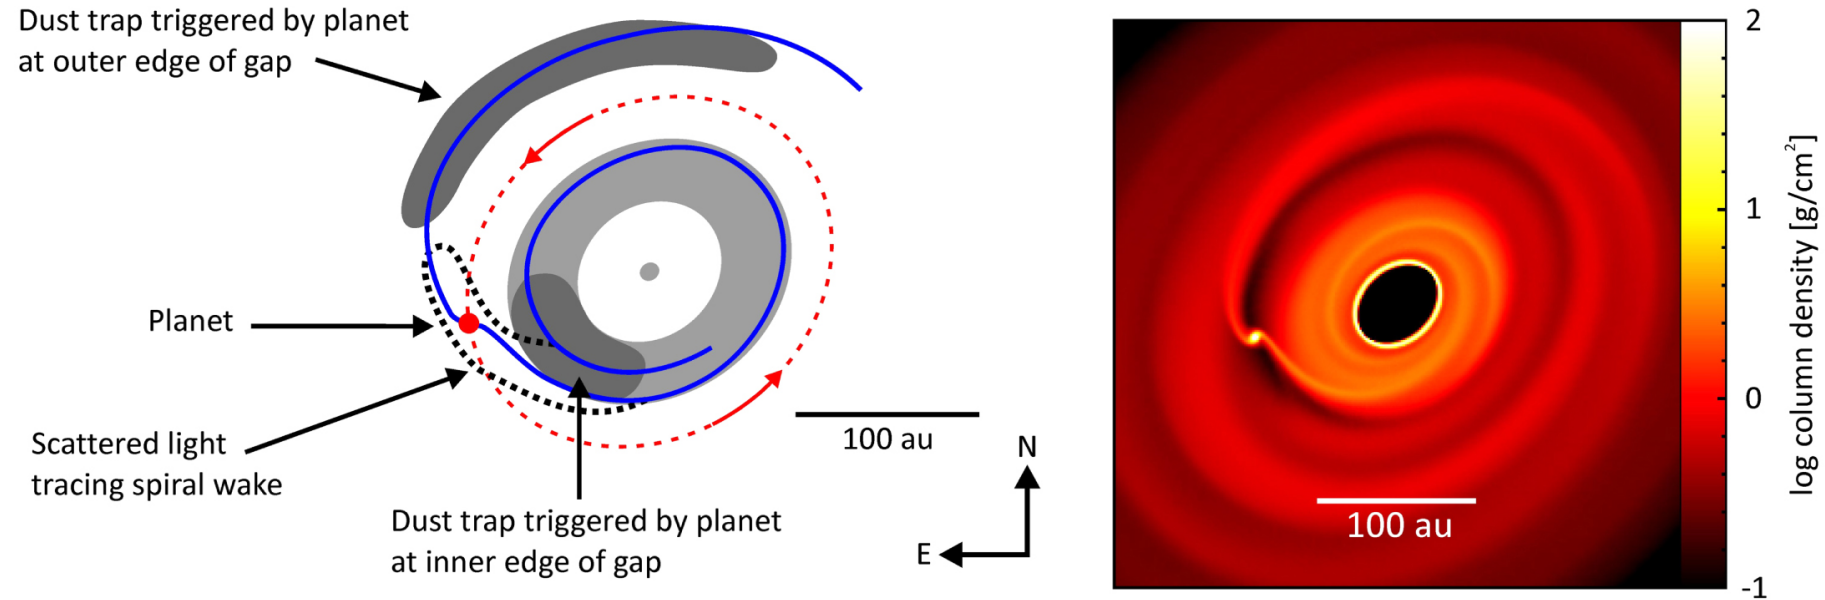 Dust trap triggered by planet
at outer edge of gap
Planet
Scattered light
tracing spiral wake
Dust trap triggered by planet
at inner edge of gap
100 au
N
E
100 au
2
1
0
-1
log column density [g/cm²]